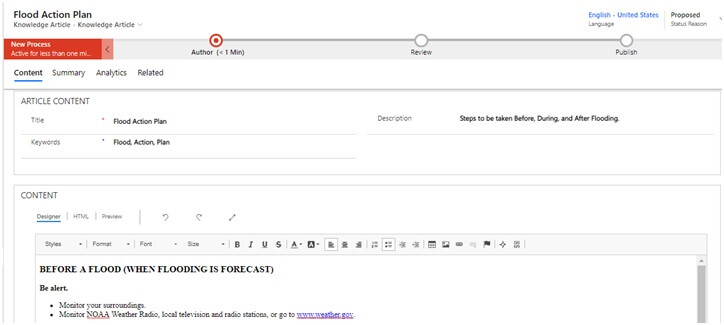 Flood Action Plan
Knowledge Article · Knowledge Article
English - United States
Language
Proposed
Status Reason
New Process
Active for less than one mi...
Author (< 1 Min)
Review
Publish
Content Summary Analytics Related
ARTICLE CONTENT
Title * Flood Action Plan
Description Steps to be taken Before, During, and After Flooding.
Keywords * Flood, Action, Plan
CONTENT
Designer HTML Preview
Styles Format Font Size B I U S A A
BEFORE A FLOOD (WHEN FLOODING IS FORECAST)
Be alert.
• Monitor your surroundings.
• Monitor NOAA Weather Radio, local television and radio stations, or go to www.weather.gov.